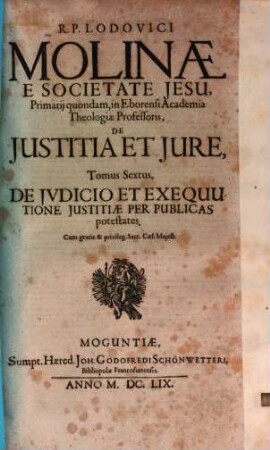 R. P. LODOVICI
MOLINÆ
E SOCIETATE JESU,
Primarij quondam, in Eborensi Academia
Theologiæ Professoris,
DE
JUSTITIA ET JURE,
Tomus Sextus,
DE JVDICIO ET EXEQUU
TIONE JUSTITIÆ PER PUBLICAS
potestates,
Cum gratia & privileg. Sacr. Cæs. Majest.
MOGUNTIÆ,
Sumpt. Hæred. JOH. GODOFREDI SCHÖNWETTERI,
Bibliopolæ Francofurtensis.
ANNO M. DC. LIX.